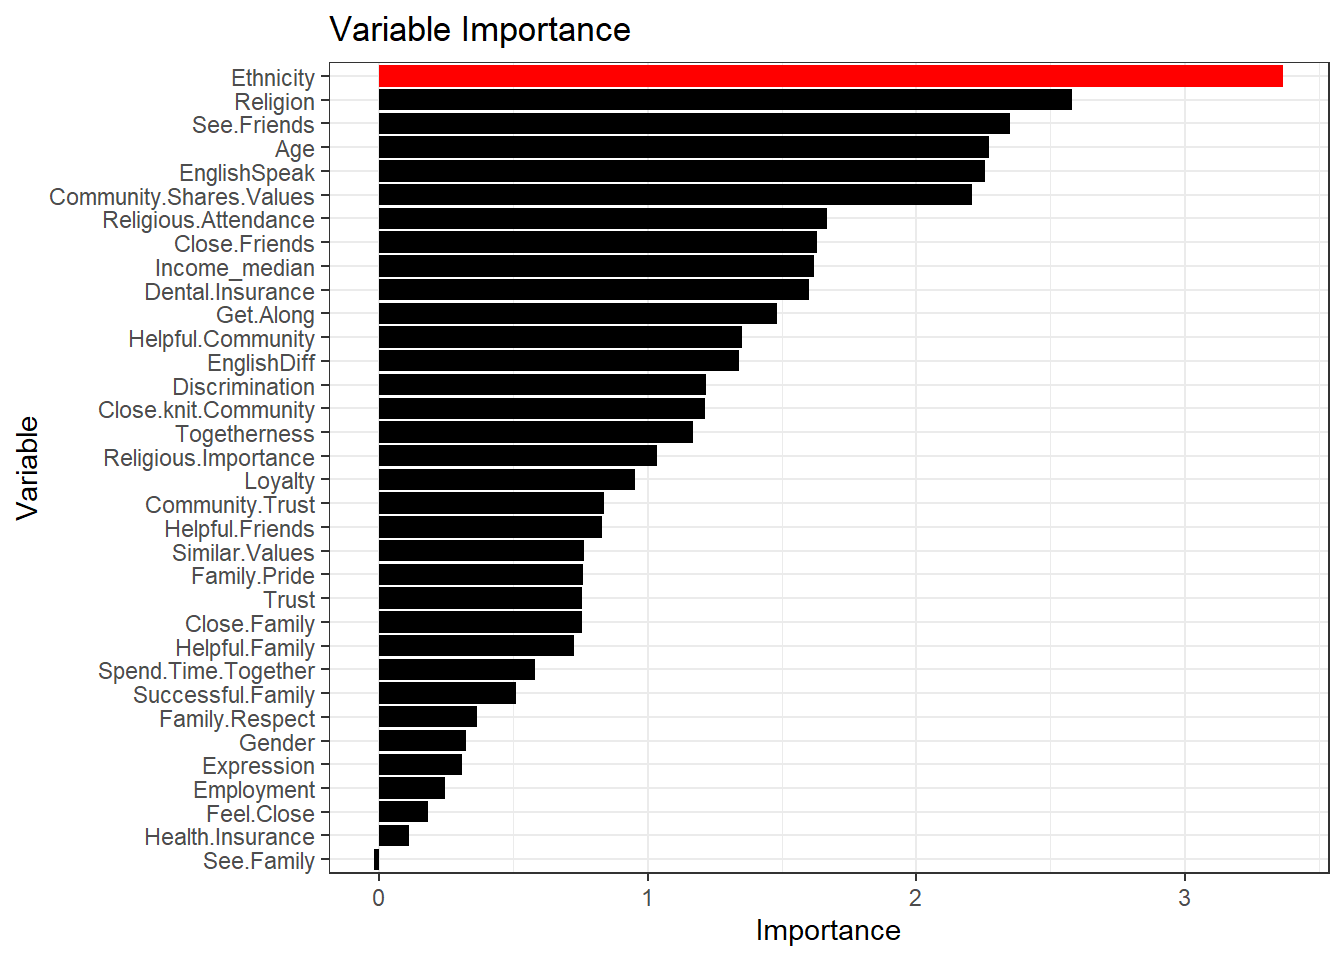 Variable Importance
Ethnicity
Religion
See.Friends
Age
EnglishSpeak
Community.Shares.Values
Religious.Attendance
Close.Friends
Income_median
Dental.Insurance
Get.Along
Helpful.Community
EnglishDiff
Discrimination
Close.knit.Community
Togetherness
Religious.Importance
Loyalty
Community.Trust
Helpful.Friends
Similar.Values
Family.Pride
Trust
Close.Family
Helpful.Family
Spend.Time.Together
Successful.Family
Family.Respect
Gender
Expression
Employment
Feel.Close
Health.Insurance
See.Family
Variable
0 1 2 3
Importance